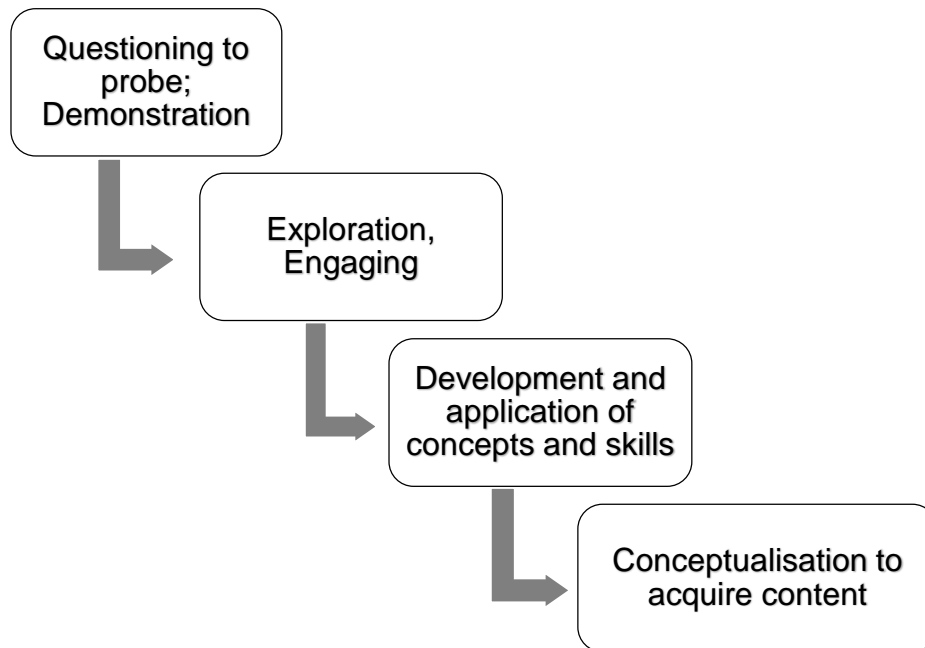 Questioning to
probe;
Demonstration
Exploration,
Engaging
Development and
application of
concepts and skills
Conceptualisation to
acquire content